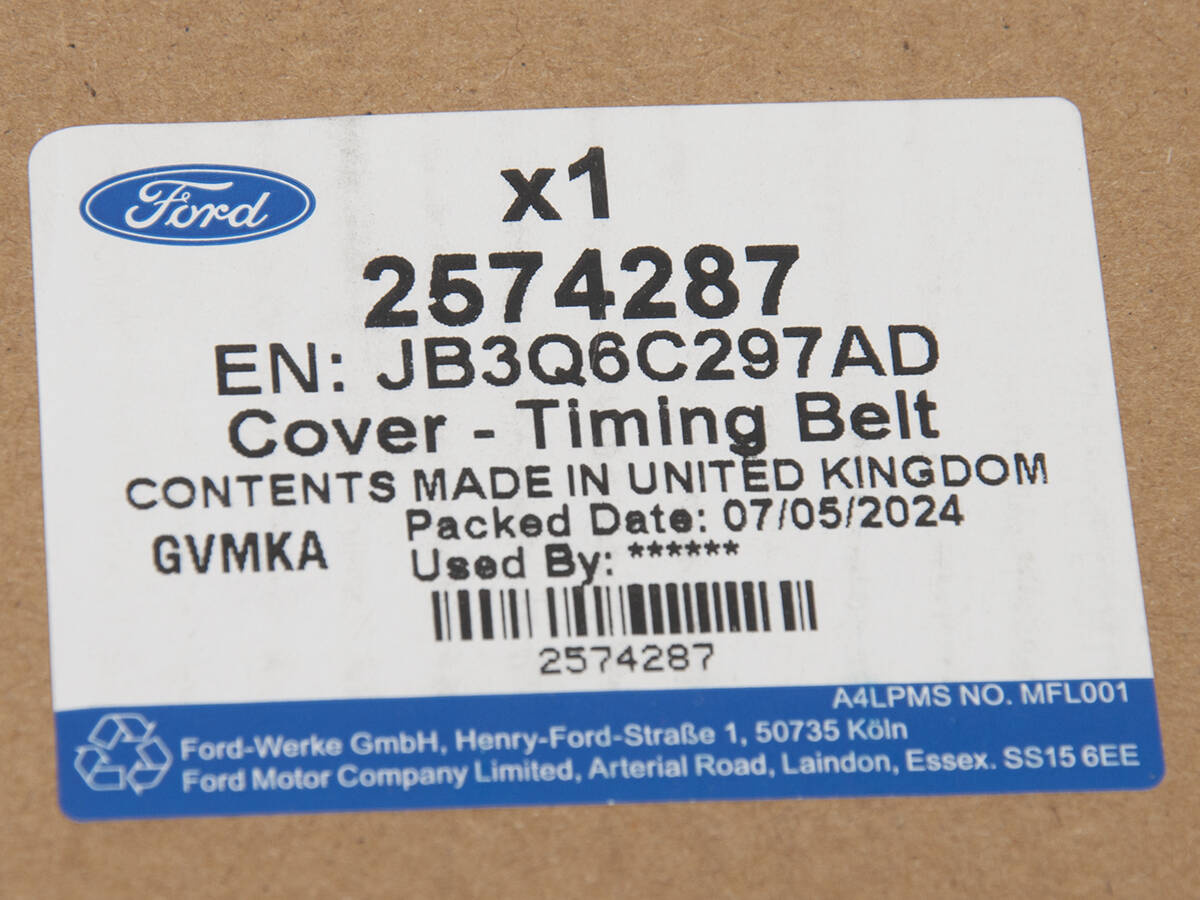 Ford
x1
2574287
EN: JB3Q6C297AD
Cover - Timing Belt
CONTENTS MADE IN UNITED KINGDOM
GVMKA
Packed Date: 07/05/2024
Used By: ******
2574287
A4LPMS NO. MFL001
Ford-Werke GmbH, Henry-Ford-Straße 1, 50735 Köln
Ford Motor Company Limited, Arterial Road, Laindon, Essex. SS15 6EE